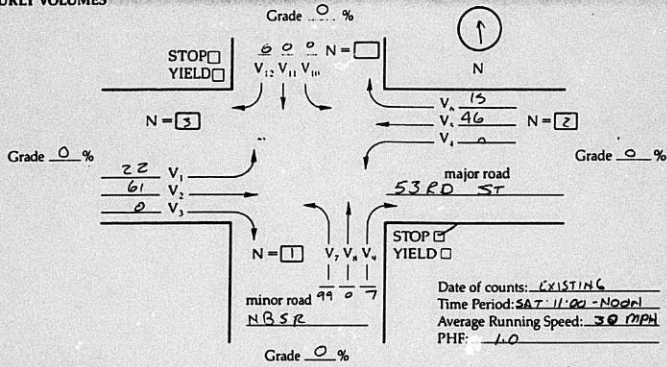 URLY VOLUMES
Grade 0 %
STOP□
YIELD□
6 0 0 N = □
V₁₂ V₁₁ V₁₀
N
N = 3
V₆ 15
V₅ 46
V₄ 0
N = 2
Grade 0 %
Grade 0 %
22 V₁
61 V₂
0 V₃
major road
53RD ST
N = 1
V₇ V₈ V₉
99 0 7
STOP ☑
YIELD □
minor road
NBSR
Grade 0 %
Date of counts: EXISTING
Time Period: SAT 11:00 - NOON
Average Running Speed: 30 MPH
PHF: 1.0